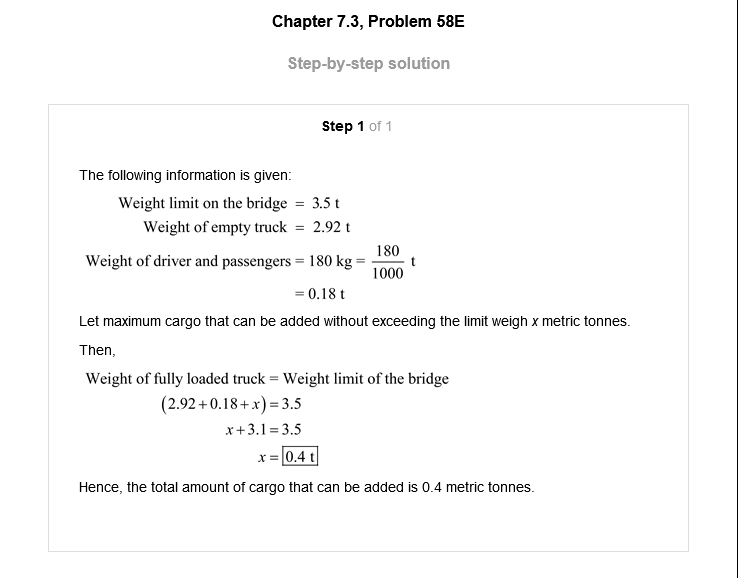 Chapter 7.3, Problem 58E
Step-by-step solution
Step 1 of 1
The following information is given:
Weight limit on the bridge = 3.5 t
Weight of empty truck = 2.92 t
Weight of driver and passengers = 180 kg = 180/1000 t
= 0.18 t
Let maximum cargo that can be added without exceeding the limit weigh x metric tonnes.
Then,
Weight of fully loaded truck = Weight limit of the bridge
(2.92 + 0.18 + x) = 3.5
x + 3.1 = 3.5
x = 0.4 t
Hence, the total amount of cargo that can be added is 0.4 metric tonnes.